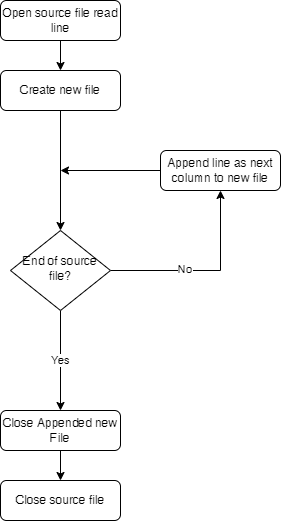 Open source file read
line
Create new file
Append line as next
column to new file
End of source
file?
No
Yes
Close Appended new
File
Close source file